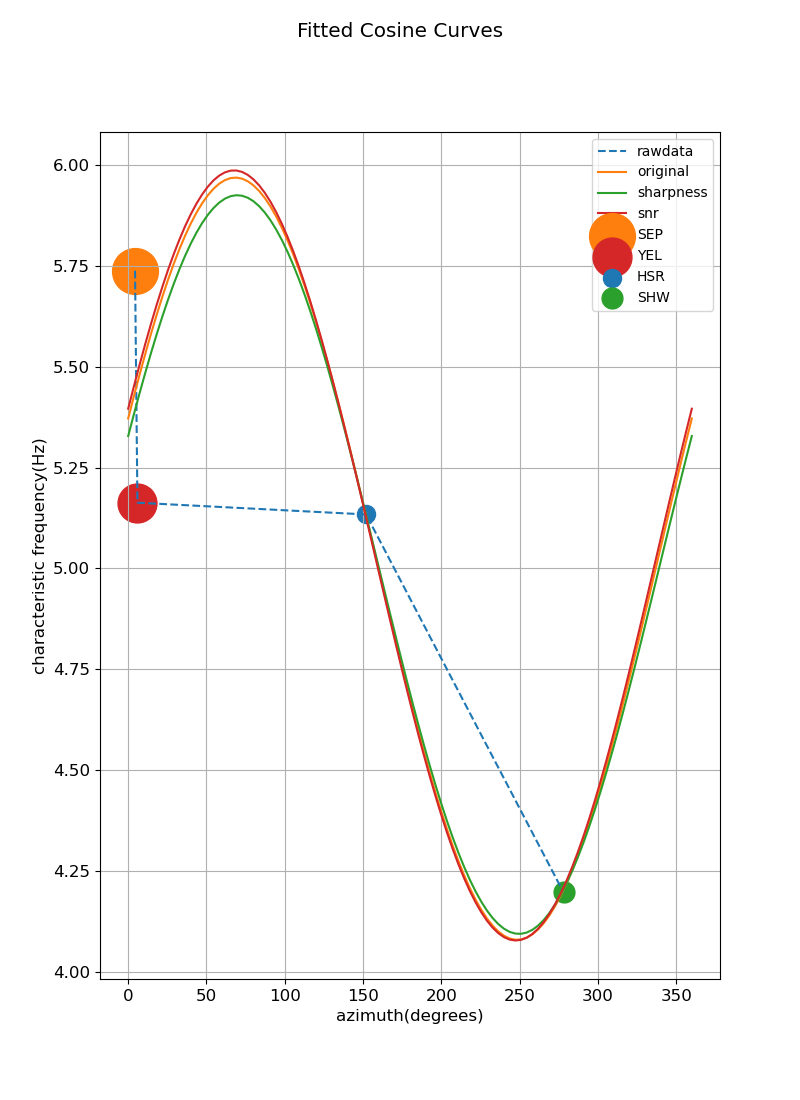 Fitted Cosine Curves
6.00
5.75
5.50
5.25
5.00
4.75
4.50
4.25
4.00
characteristic frequency(Hz)
rawdata
original
sharpness
snr
SEP
YEL
HSR
SHW
0 50 100 150 200 250 300 350
azimuth(degrees)